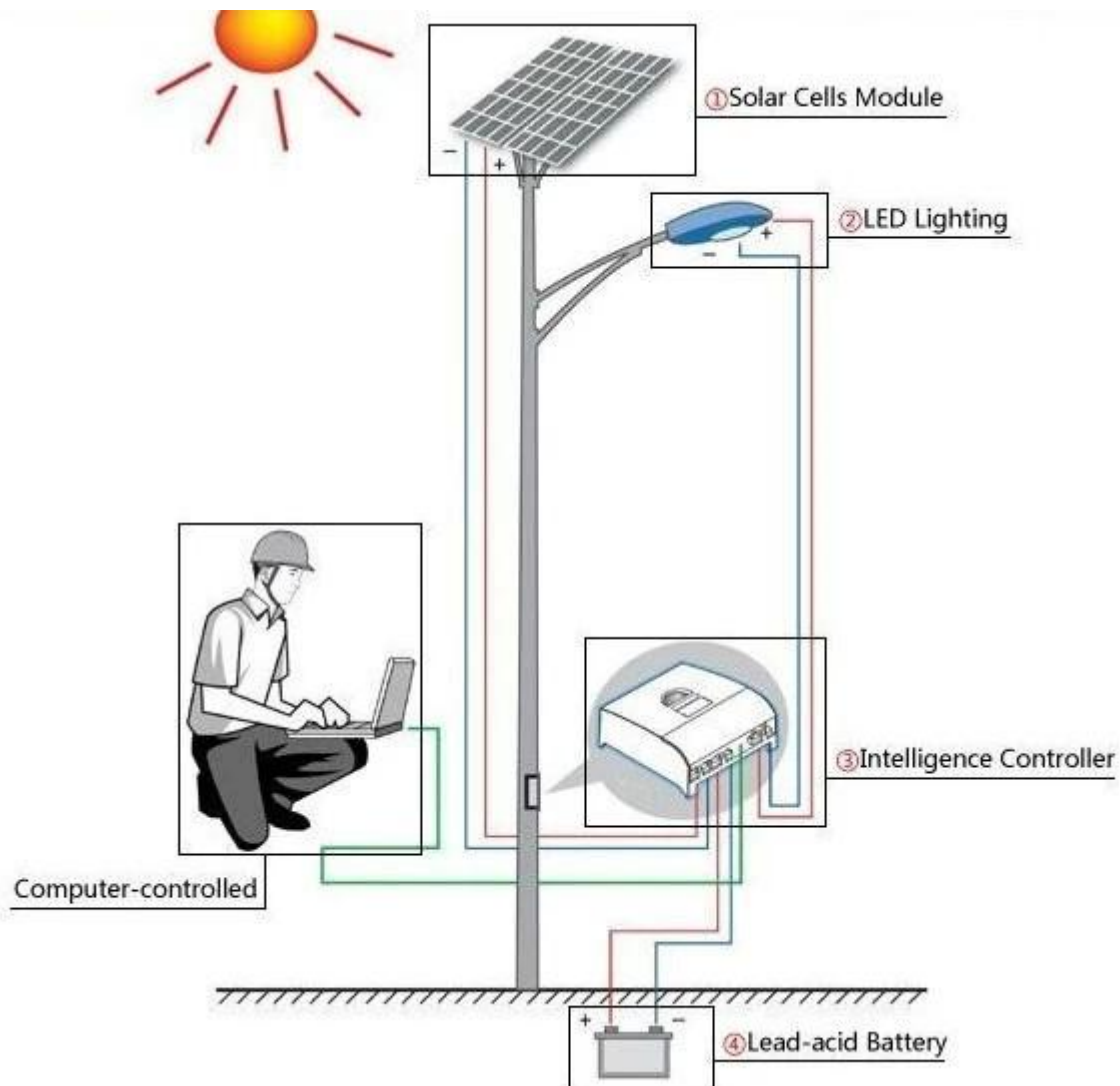 ①Solar Cells Module
−
+
②LED Lighting
+
−
③Intelligence Controller
Computer-controlled
+
−
④Lead-acid Battery